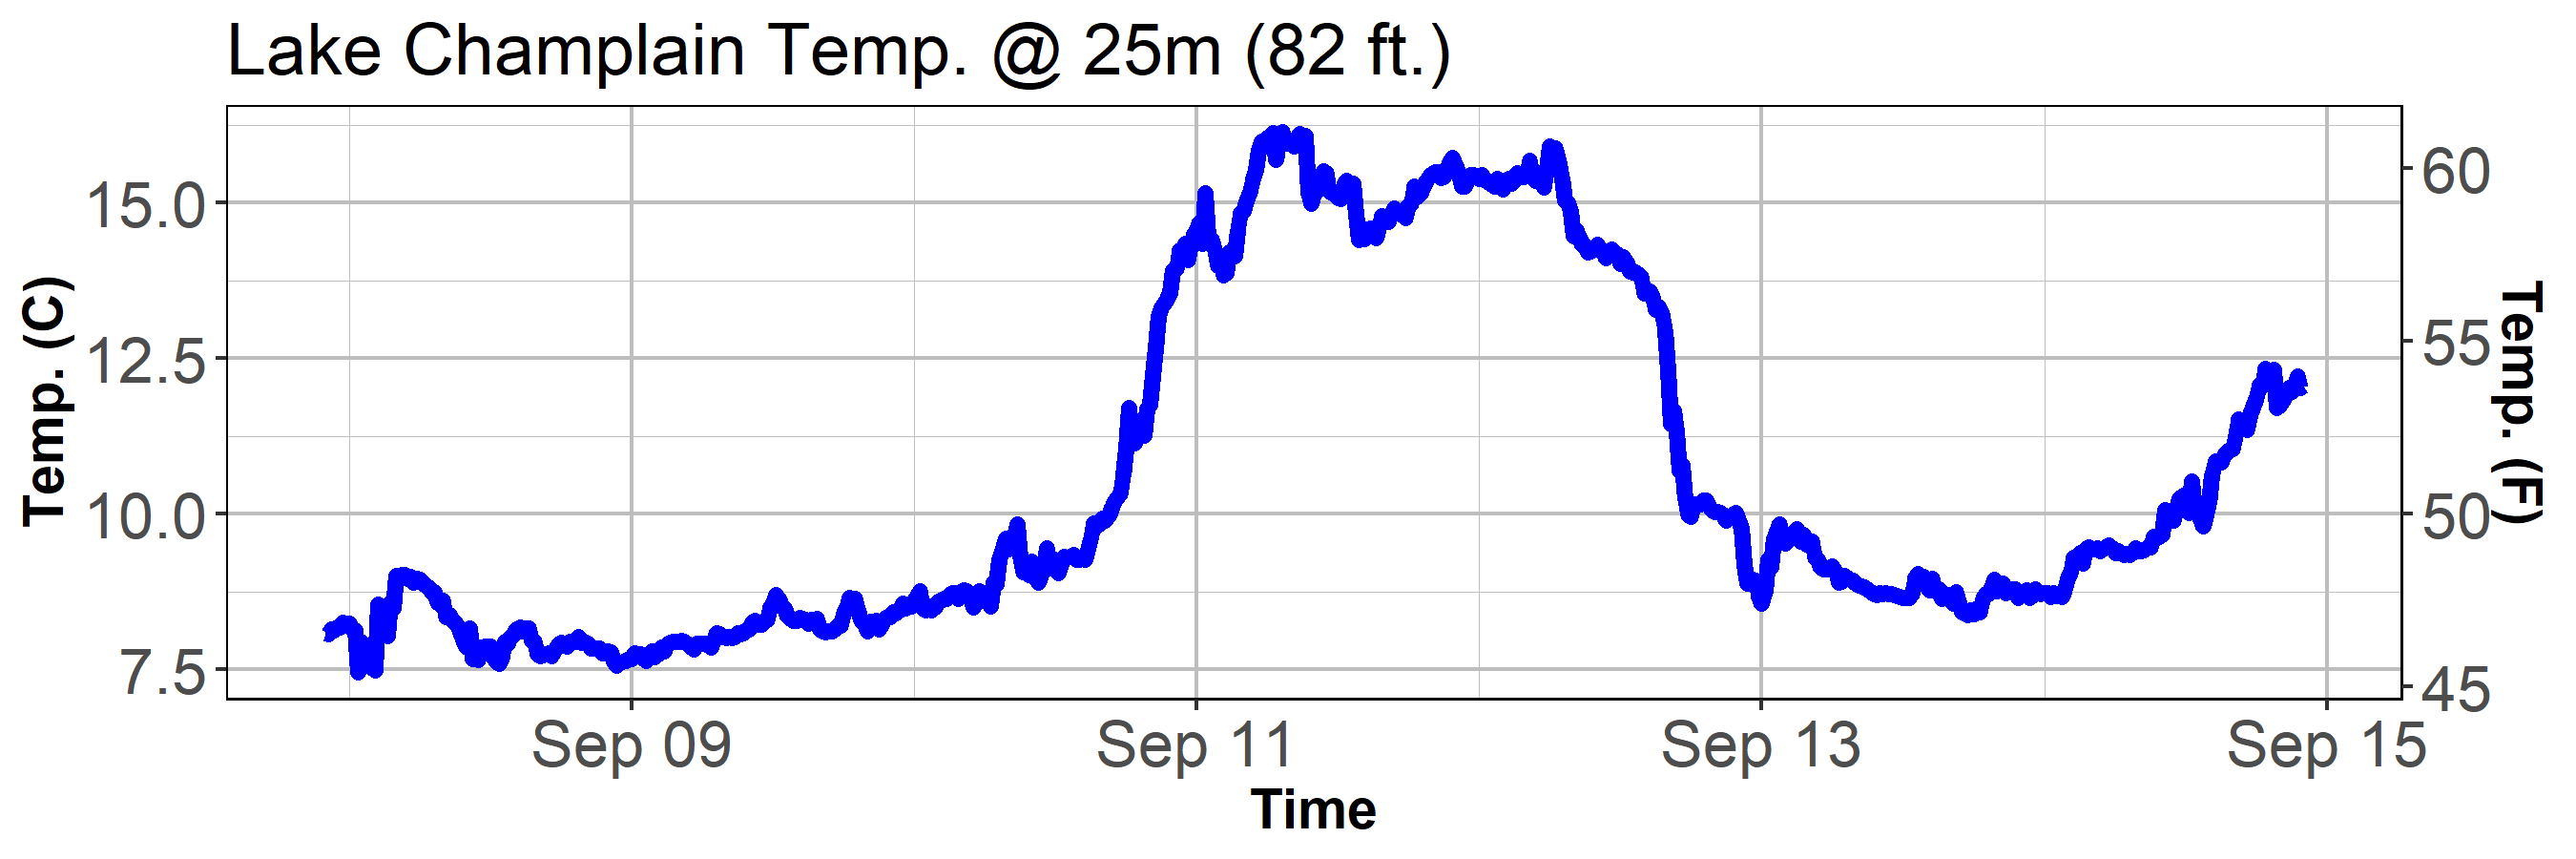 Lake Champlain Temp. @ 25m (82 ft.)
Temp. (C)
15.0
12.5
10.0
7.5
60
55
50
45
Temp. (F)
Sep 09
Sep 11
Sep 13
Sep 15
Time